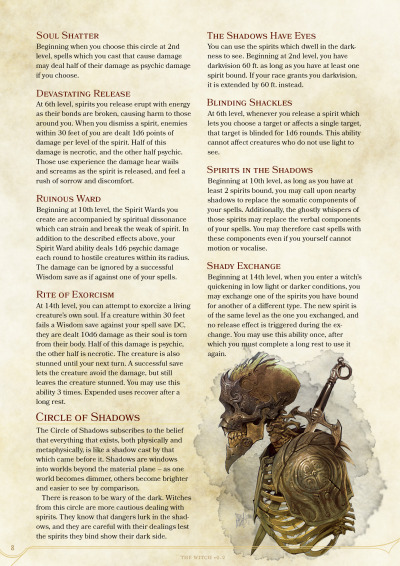 Soul Shatter
Beginning when you choose this circle at 2nd
level, spells which you cast that cause damage
may deal half of their damage as psychic damage
if you choose.
Devastating Release
At 6th level, spirits you release erupt with energy
as their bonds are broken, causing harm to those
around you. When you dismiss a spirit, enemies
within 30 feet of you are dealt 1d6 points of
damage per level of the spirit. Half of this
damage is necrotic, and the other half psychic.
Those use experience the damage hear wails
and screams as the spirit is released, and feel a
rush of sorrow and discomfort.
Ruinous Ward
Beginning at 10th level, the Spirit Wards you
create are accompanied by spiritual dissonance
which can strain and break the weak of spirit. In
addition to the described effects above, your
Spirit Ward ability deals 1d6 psychic damage
each round to hostile creatures within its radius.
The damage can be ignored by a successful
Wisdom save as if against one of your spells.
Rite of Exorcism
At 14th level, you can attempt to exorcize a living
creature's own soul. If a creature within 30 feet
fails a Wisdom save against your spell save DC,
they are dealt 10d6 damage as their soul is torn
from their body. Half of this damage is psychic,
the other half is necrotic. The creature is also
stunned until your next turn. A successful save
lets the creature avoid the damage, but still
leaves the creature stunned. You may use this
ability 3 times. Expended uses recover after a
long rest.
Circle of Shadows
The Circle of Shadows subscribes to the belief
that everything that exists, both physically and
metaphysically, is like a shadow cast by that
which came before it. Shadows are windows
into worlds beyond the material plane – as one
world becomes dimmer, others become brighter
and easier to see by comparison.
There is reason to be wary of the dark. Witches
from this circle are more cautious dealing with
spirits. They know that dangers lurk in the shad-
ows, and they are careful with their dealings lest
the spirits they bind show their dark side.
The Shadows Have Eyes
You can use the spirits which dwell in the dark-
ness to see. Beginning at 2nd level, you have
darkvision 60 ft. as long as you have at least one
spirit bound. If your race grants you darkvision,
it is extended by 60 ft. instead.
Blinding Shackles
At 6th level, whenever you release a spirit which
lets you choose a target or affects a single target,
that target is blinded for 1d6 rounds. This ability
cannot affect creatures who do not use light to
see.
Spirits in the Shadows
Beginning at 10th level, as long as you have at
least 2 spirits bound, you may call upon nearby
shadows to replace the somatic components of
your spells. Additionally, the ghostly whispers of
those spirits may replace the verbal components
of your spells. You may therefore cast spells with
these components even if you yourself cannot
motion or vocalise.
Shady Exchange
Beginning at 14th level, when you enter a witch's
quickening in low light or darker conditions, you
may exchange one of the spirits you have bound
for another of a different type. The new spirit is
of the same level as the one you exchanged, and
no release effect is triggered during the ex-
change. You may use this ability once, after
which you must complete a long rest to use it
again.
8